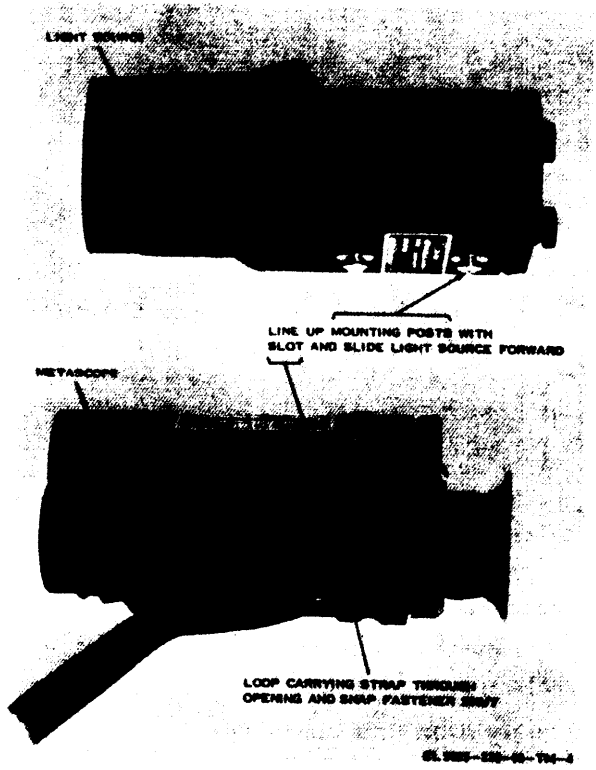 LIGHT SOURCE
LINE UP MOUNTING POSTS WITH
SLOT AND SLIDE LIGHT SOURCE FORWARD
METASCOPE
LOOP CARRYING STRAP THROUGH
OPENING AND SNAP FASTENER SHUT